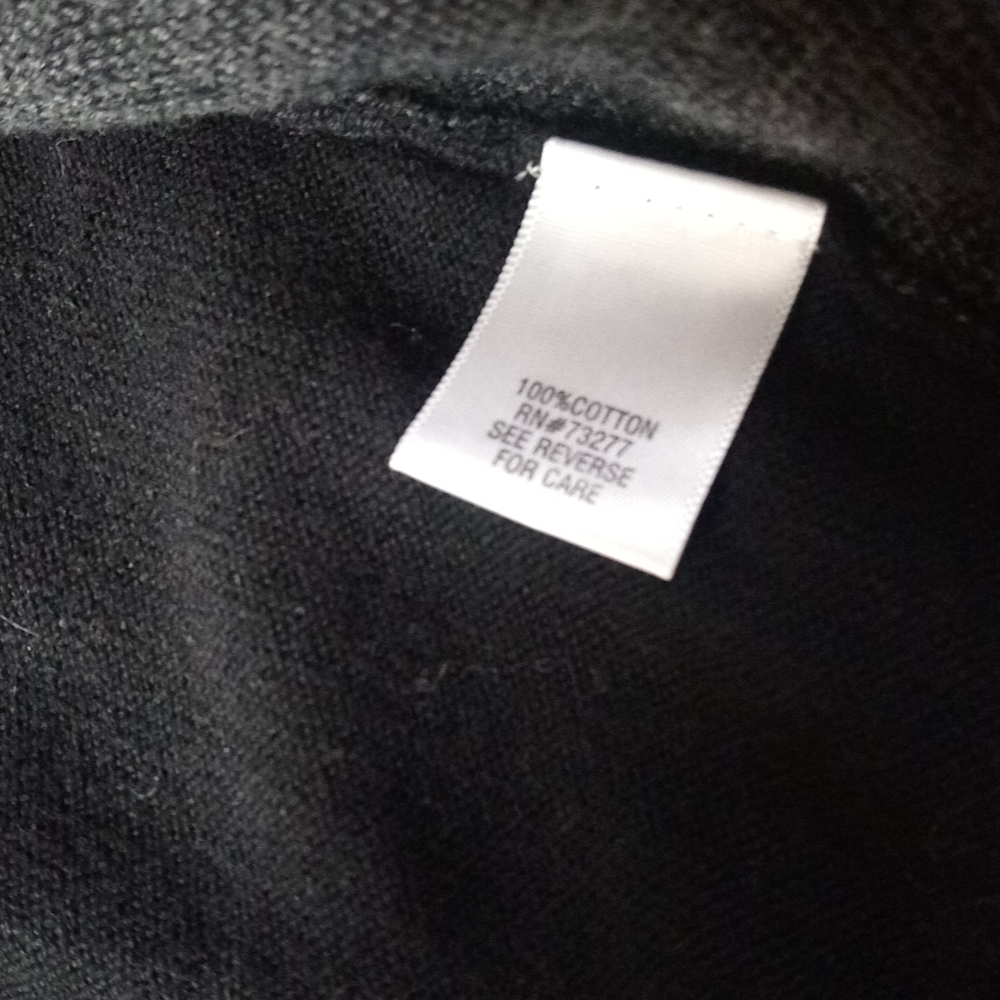 100%COTTON
RN#73277
SEE REVERSE
FOR CARE